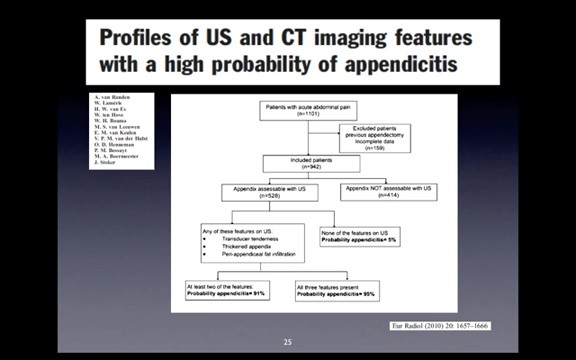 Profiles of US and CT imaging features
with a high probability of appendicitis
A. van Randen
W. Laméris
H. W. van Es
W. ten Hove
W. H. Bouma
M. S. van Leeuwen
E. M. van Keulen
V. P. M. van der Hulst
O. D. Henneman
P. M. Bossuyt
M. A. Boermeester
J. Stoker
Patients with acute abdominal pain
(n=1101)
Excluded patients
previous appendectomy
Incomplete data
(n=159)
Included patients
(n=942)
Appendix assessable with US
(n=528)
Appendix NOT assessable with US
(n=414)
Any of these features on US:
• Transducer tenderness
• Thickened appendix
• Peri-appendiceal fat infiltration
None of the features on US
Probability appendicitis= 5%
At least two of the features:
Probability appendicitis= 91%
All three features present
Probability appendicitis= 95%
Eur Radiol (2010) 20: 1657–1666
25